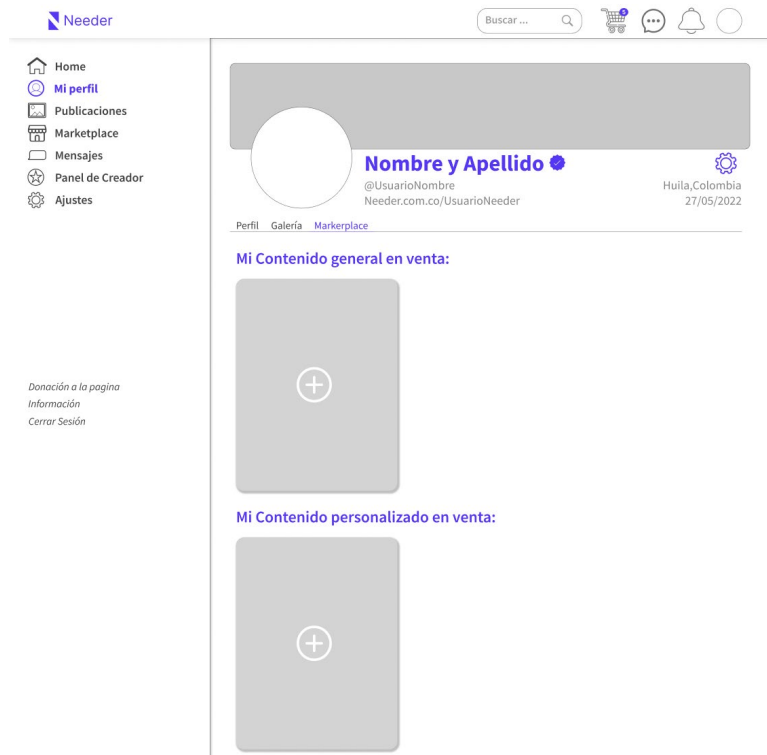 Needer
Buscar ...
5
Home
Mi perfil
Publicaciones
Marketplace
Mensajes
Panel de Creador
Ajustes
Donación a la pagina
Información
Cerrar Sesión
Nombre y Apellido
@UsuarioNombre
Huila,Colombia
Needer.com.co/UsuarioNeeder
27/05/2022
Perfil Galería Markerplace
Mi Contenido general en venta:
Mi Contenido personalizado en venta: